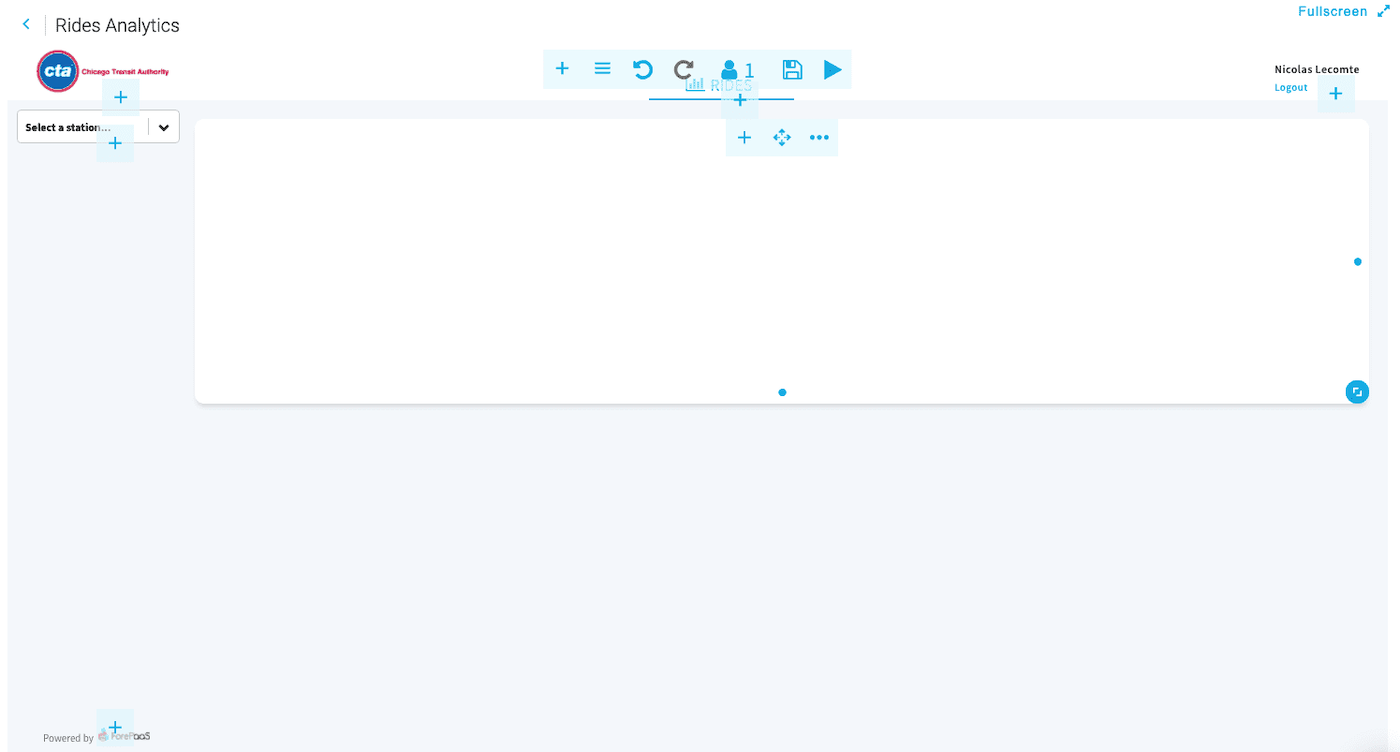 Fullscreen
Rides Analytics
cta Chicago Transit Authority
1
RIDES
Nicolas Lecomte
Logout
Select a station...
Powered by ForePaaS